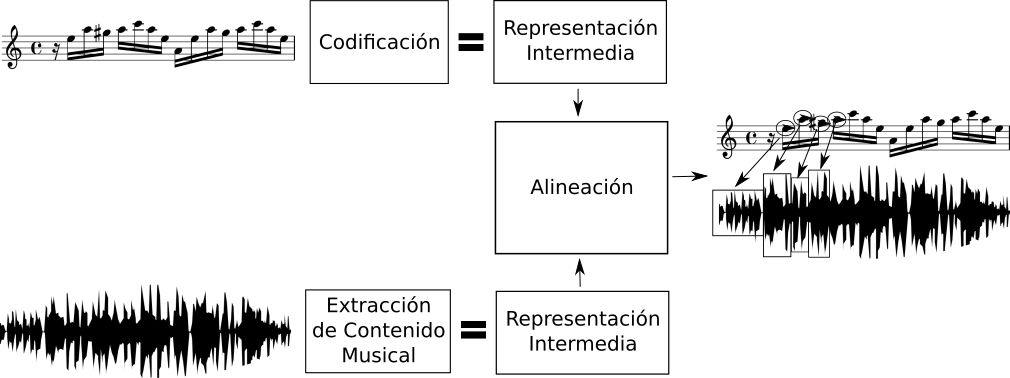 Codificación
Representación
Intermedia
Alineación
Extracción
de Contenido
Musical
Representación
Intermedia